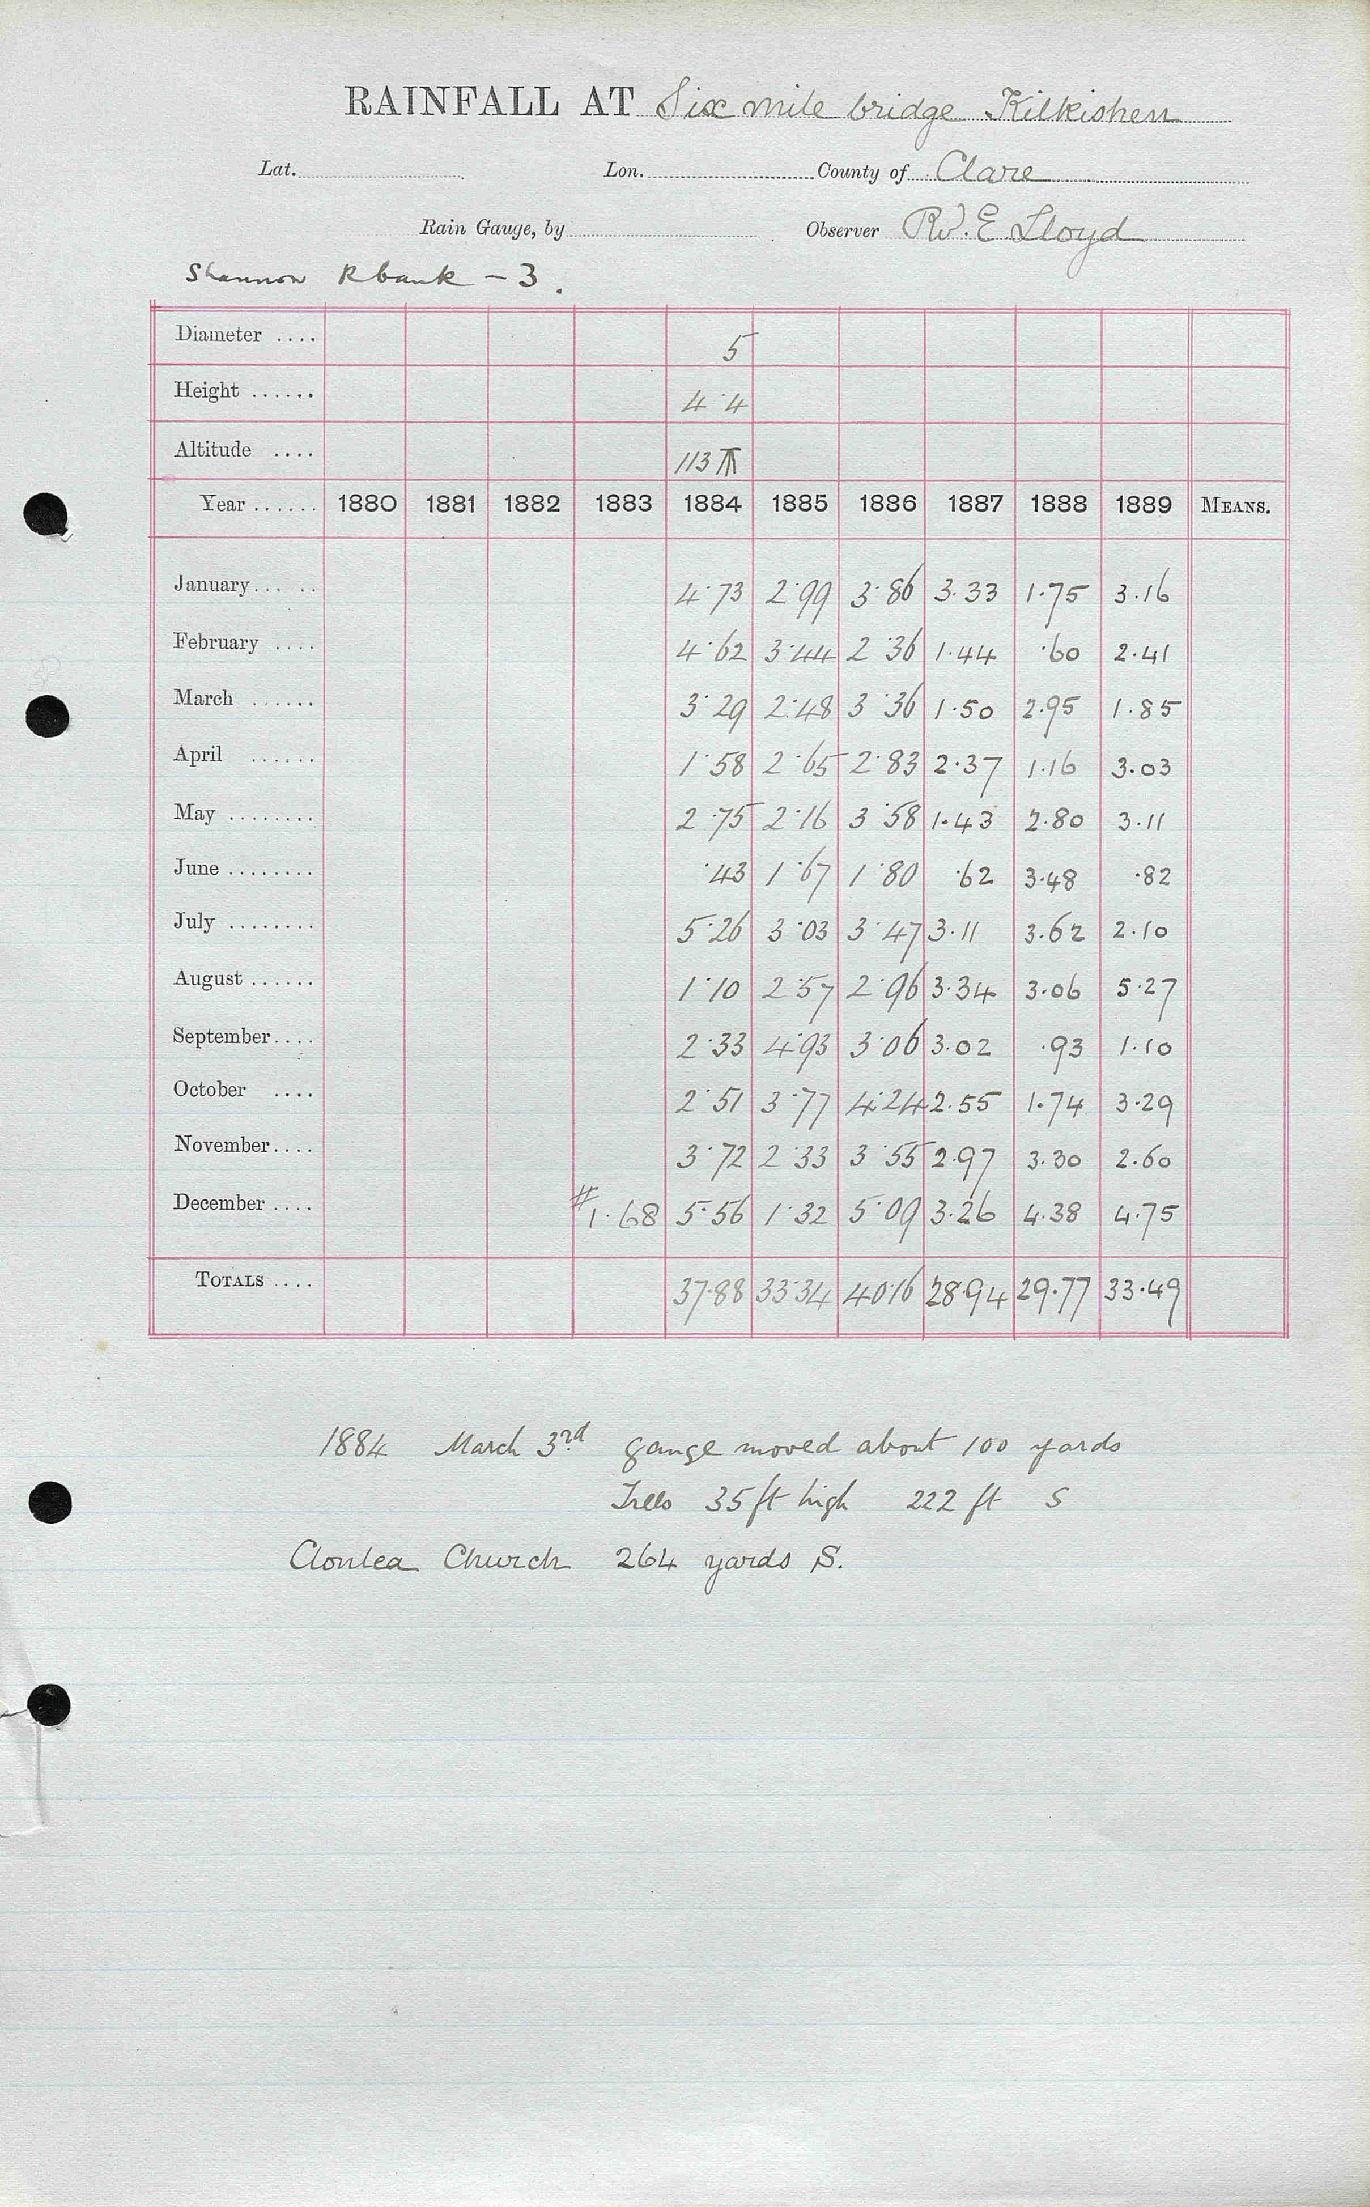 RAINFALL AT Six mile bridge Kilkishen
Lat. Lon. County of Clare
Rain Gauge, by Observer Rv. E Lloyd
Shannon R bank - 3.
Diameter .... 5
Height ...... 4·4
Altitude .... 113
Year ...... 1880 1881 1882 1883 1884 1885 1886 1887 1888 1889 MEANS.
January ..... 4·73 2·99 3·86 3.33 1.75 3.16
February .... 4·62 3·44 2·36 1.44 ·60 2.41
March ...... 3·29 2·48 3·36 1.50 2.95 1.85
April ...... 1·58 2·65 2·83 2.37 1.16 3.03
May ........ 2·75 2·16 3·58 1.43 2.80 3.11
June ........ ·43 1·67 1·80 ·62 3.48 ·82
July ........ 5·26 3·03 3·47 3.11 3.62 2.10
August ...... 1·10 2·57 2·96 3.34 3.06 5.27
September .... 2·33 4·93 3·06 3.02 ·93 1.10
October .... 2·51 3·77 4·24 2.55 1.74 3.29
November .... 3·72 2·33 3·55 2.97 3.30 2.60
December .... #1.68 5·56 1·32 5·09 3.26 4.38 4.75
TOTALS .... 37·88 33·34 40·16 28·94 29.77 33.49
1884 March 3rd gauge moved about 100 yards
Trees 35 ft high 222 ft S
Clonlea Church 264 yards S.